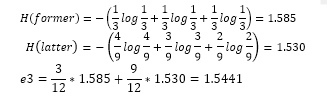 H(former) = −(1/3 log 1/3 + 1/3 log 1/3 + 1/3 log 1/3) = 1.585
H(latter) = −(4/9 log 4/9 + 3/9 log 3/9 + 2/9 log 2/9) = 1.530
e3 = 3/12 * 1.585 + 9/12 * 1.530 = 1.5441